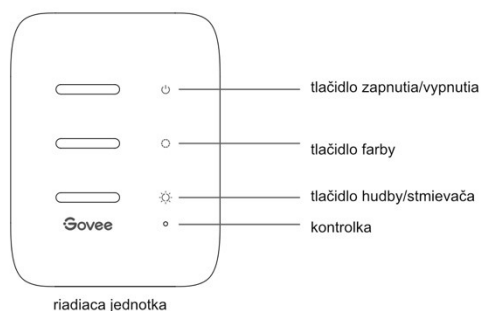 tlačidlo zapnutia/vypnutia
tlačidlo farby
tlačidlo hudby/stmievača
Govee
kontrolka
riadiaca jednotka